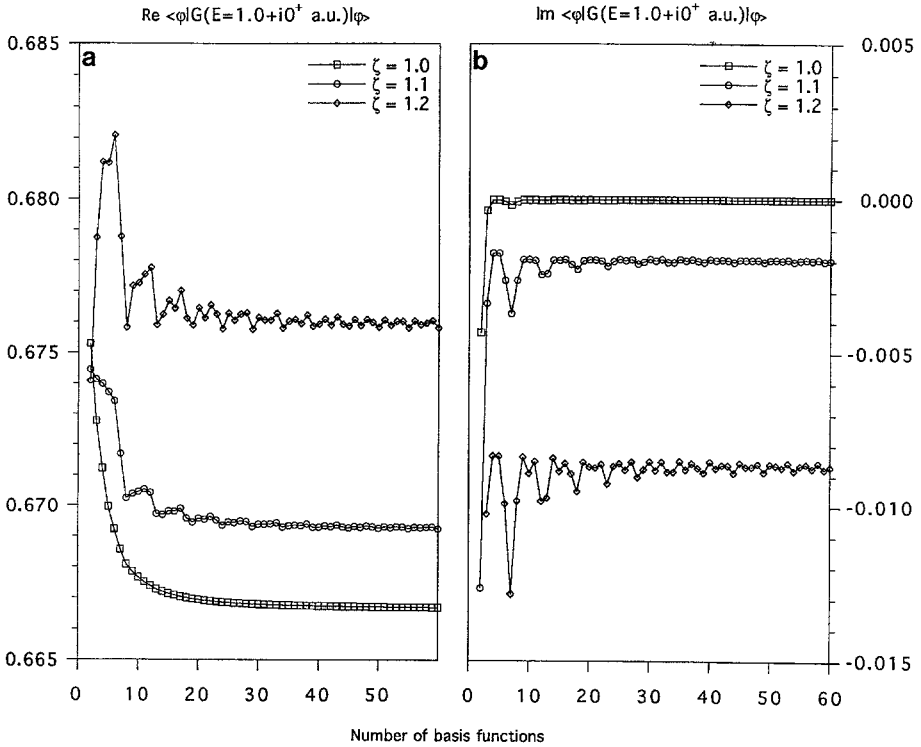 Re <φ|G(E=1.0+i0⁺ a.u.)|φ>
Im <φ|G(E=1.0+i0⁺ a.u.)|φ>
a
ζ = 1.0
ζ = 1.1
ζ = 1.2
0.685
0.680
0.675
0.670
0.665
0 10 20 30 40 50
b
ζ = 1.0
ζ = 1.1
ζ = 1.2
0.005
0.000
-0.005
-0.010
-0.015
0 10 20 30 40 50 60
Number of basis functions